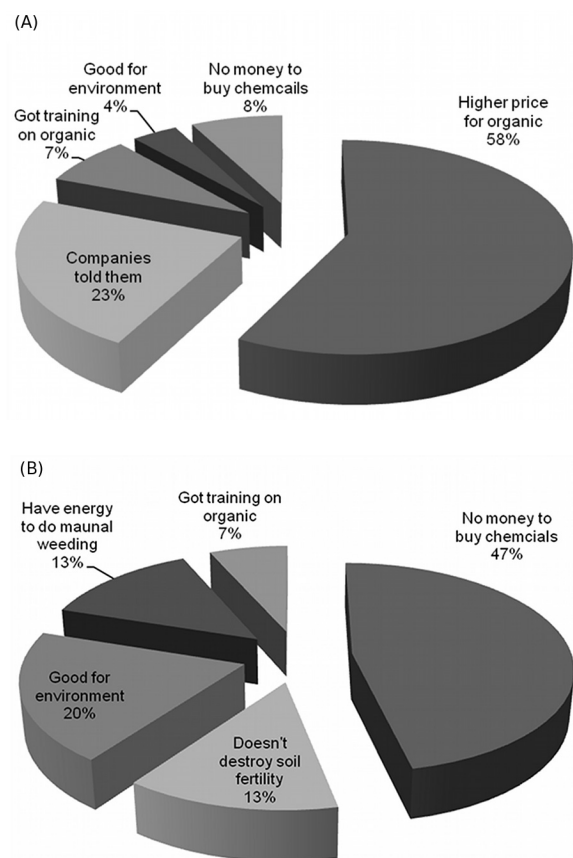 (A)
Good for
environment
4%
No money to
buy chemcails
8%
Higher price
for organic
58%
Got training
on organic
7%
Companies
told them
23%
(B)
Have energy
to do maunal
weeding
13%
Got training on
organic
7%
No money to
buy chemcials
47%
Good for
environment
20%
Doesn't
destroy soil
fertility
13%